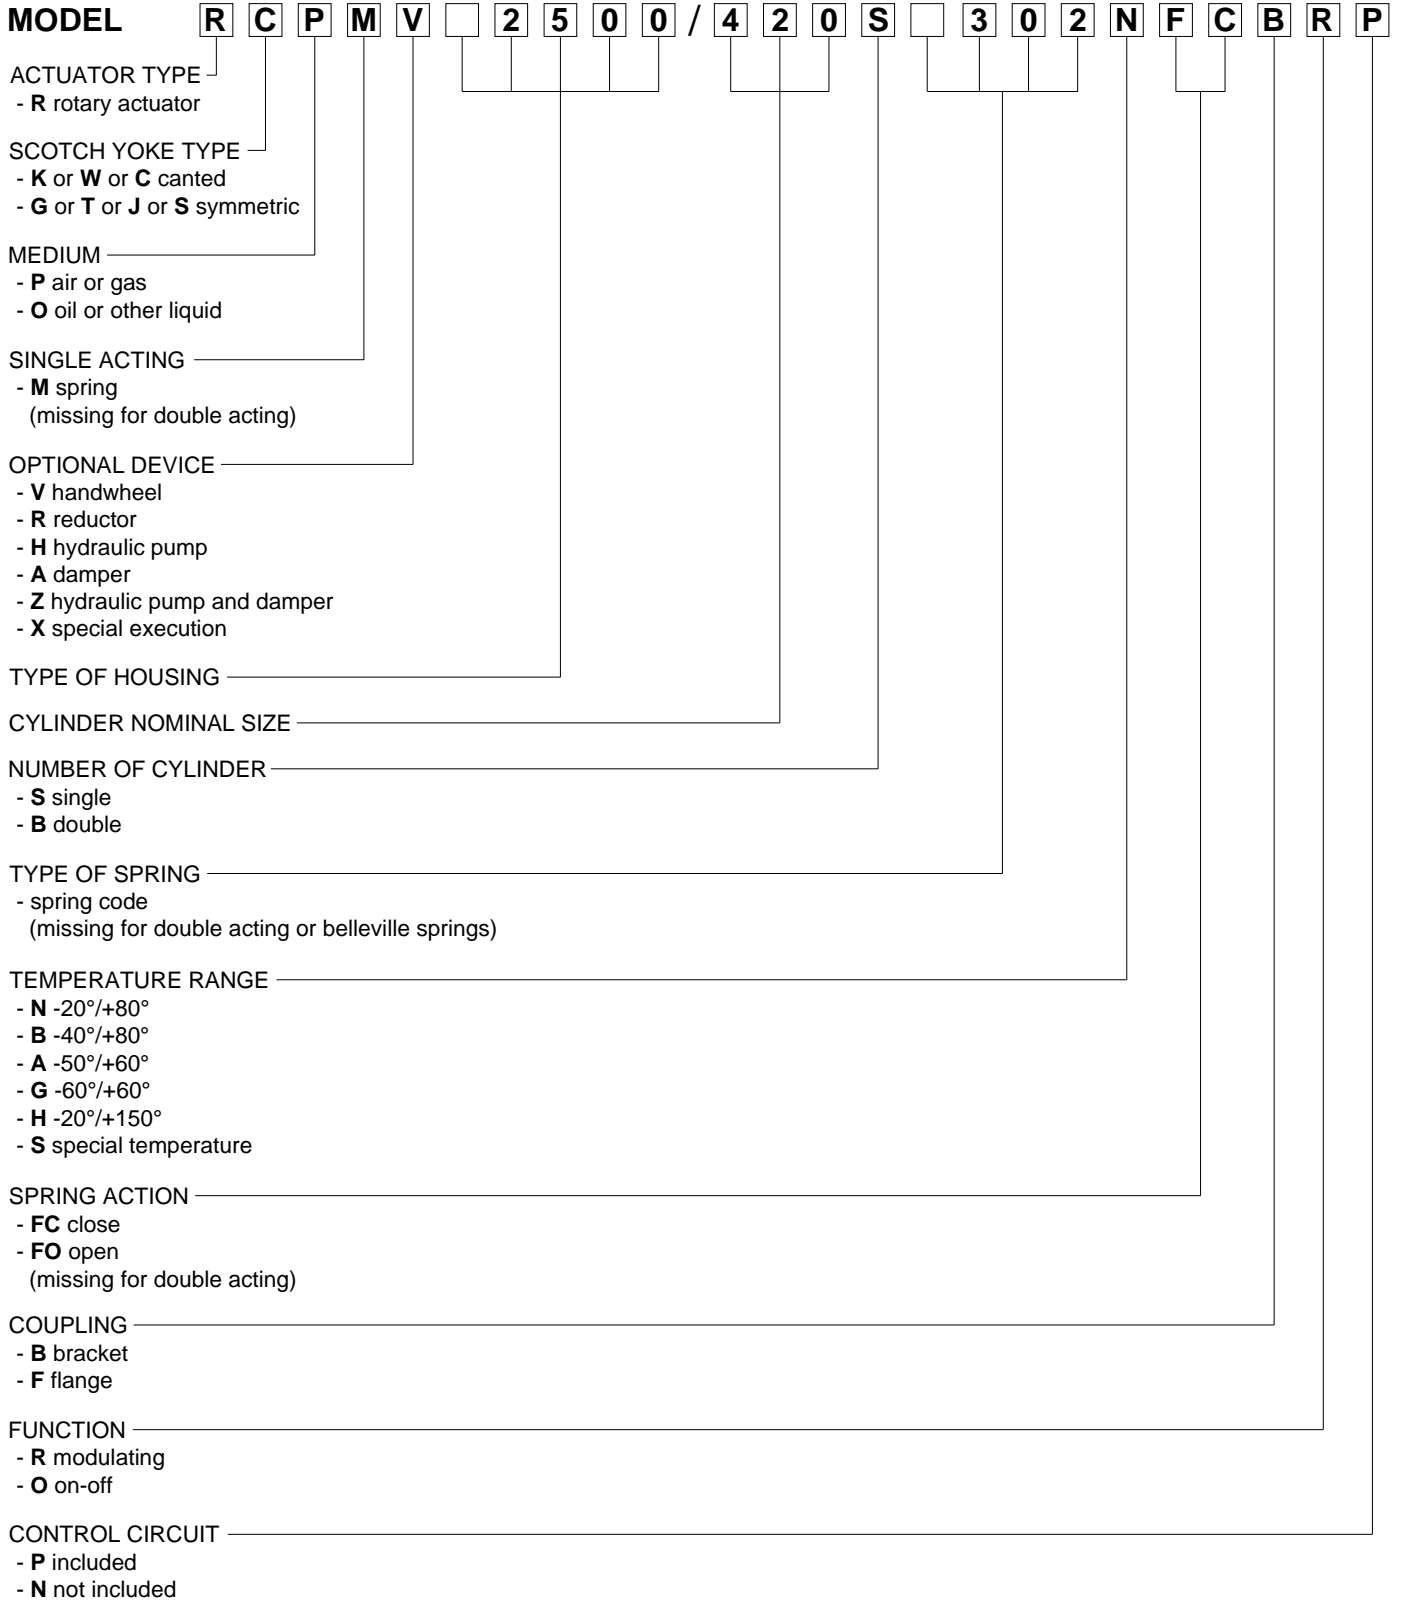 MODEL R C P M V 2 5 0 0 / 4 2 0 S 3 0 2 N F C B R P
ACTUATOR TYPE
- R rotary actuator
SCOTCH YOKE TYPE
- K or W or C canted
- G or T or J or S symmetric
MEDIUM
- P air or gas
- O oil or other liquid
SINGLE ACTING
- M spring
(missing for double acting)
OPTIONAL DEVICE
- V handwheel
- R reductor
- H hydraulic pump
- A damper
- Z hydraulic pump and damper
- X special execution
TYPE OF HOUSING
CYLINDER NOMINAL SIZE
NUMBER OF CYLINDER
- S single
- B double
TYPE OF SPRING
- spring code
(missing for double acting or belleville springs)
TEMPERATURE RANGE
- N -20°/+80°
- B -40°/+80°
- A -50°/+60°
- G -60°/+60°
- H -20°/+150°
- S special temperature
SPRING ACTION
- FC close
- FO open
(missing for double acting)
COUPLING
- B bracket
- F flange
FUNCTION
- R modulating
- O on-off
CONTROL CIRCUIT
- P included
- N not included